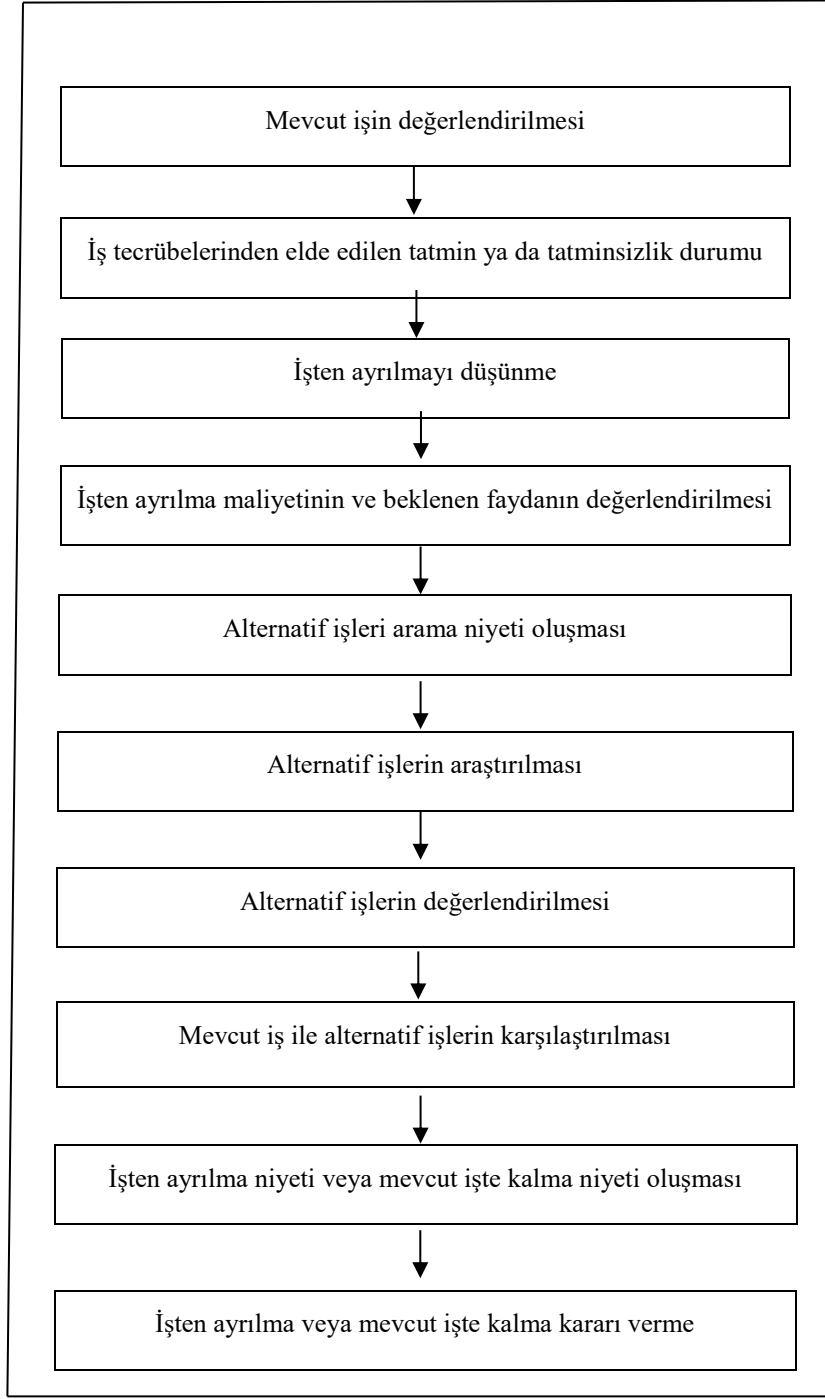 Mevcut işin değerlendirilmesi
İş tecrübelerinden elde edilen tatmin ya da tatminsizlik durumu
İşten ayrılmayı düşünme
İşten ayrılma maliyetinin ve beklenen faydanın değerlendirilmesi
Alternatif işleri arama niyeti oluşması
Alternatif işlerin araştırılması
Alternatif işlerin değerlendirilmesi
Mevcut iş ile alternatif işlerin karşılaştırılması
İşten ayrılma niyeti veya mevcut işte kalma niyeti oluşması
İşten ayrılma veya mevcut işte kalma kararı verme